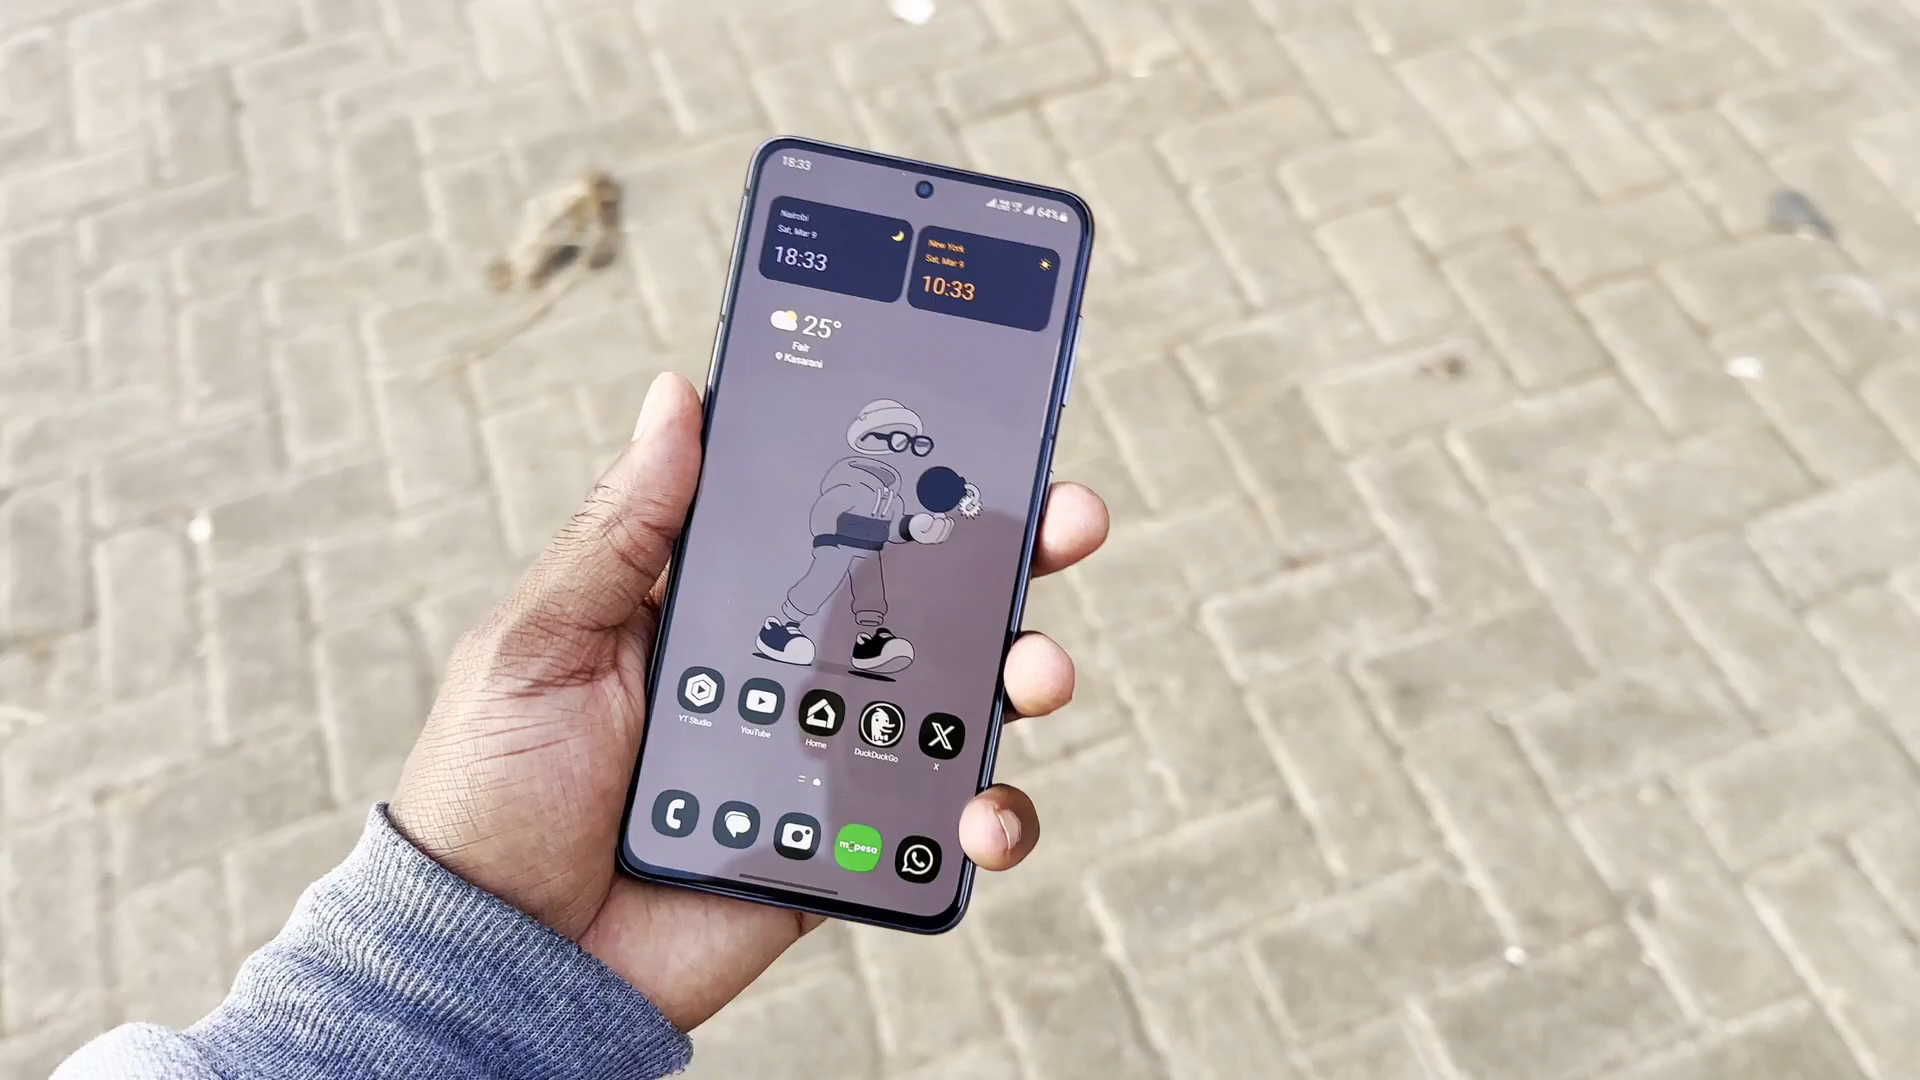 18:33
64%
Nairobi
Sat, Mar 9
18:33
New York
Sat, Mar 9
10:33
25°
Fair
Kasarani
YT Studio
YouTube
Home
DuckDuckGo
X
m-pesa